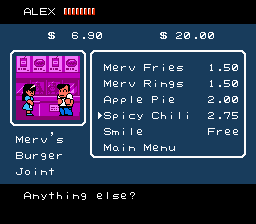 ALEX
$ 6.90 $ 20.00
Merv Fries 1.50
Merv Rings 1.50
Apple Pie 2.00
Spicy Chili 2.75
Smile Free
Main Menu
Merv's
Burger
Joint
Anything else?